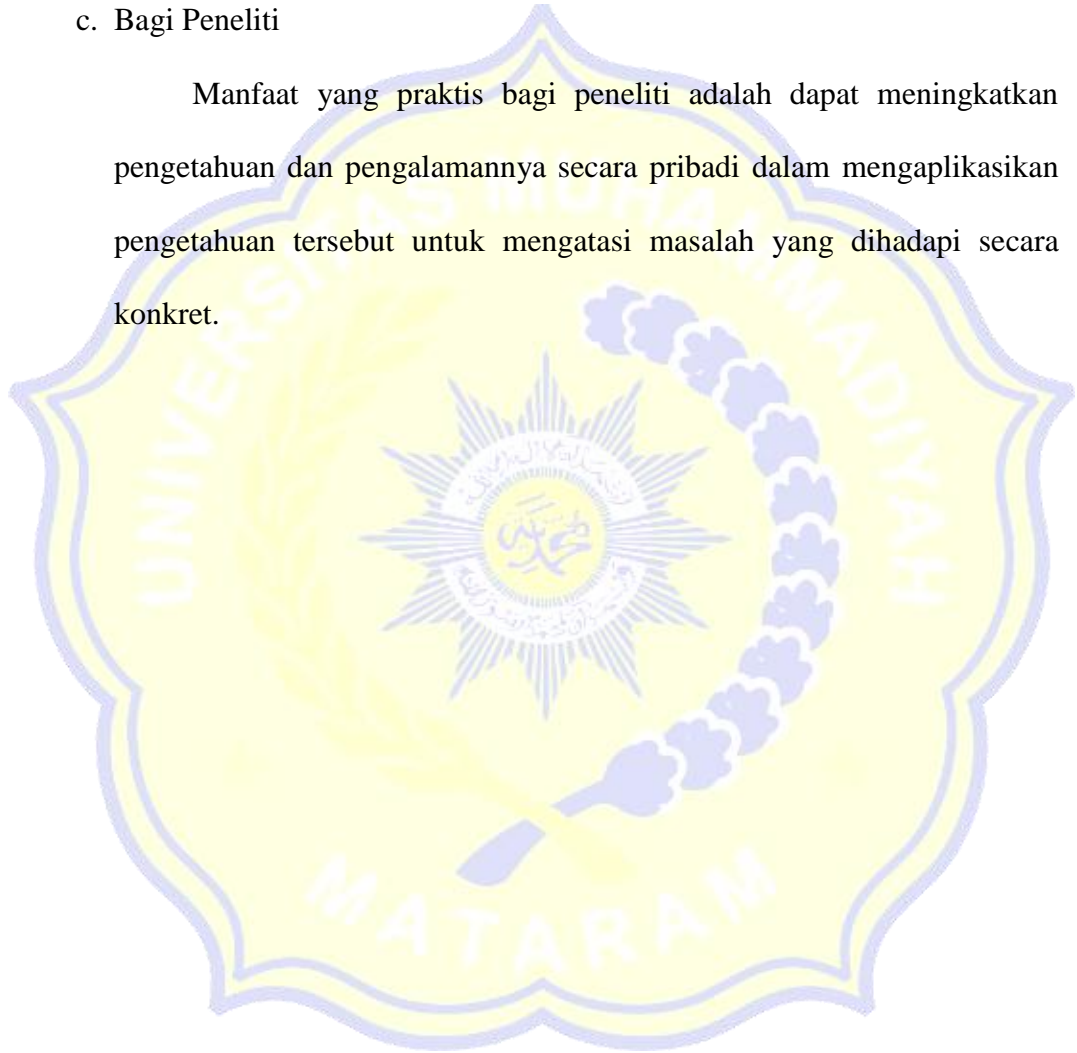 c. Bagi Peneliti
Manfaat yang praktis bagi peneliti adalah dapat meningkatkan
pengetahuan dan pengalamannya secara pribadi dalam mengaplikasikan
pengetahuan tersebut untuk mengatasi masalah yang dihadapi secara
konkret.
UNIVERSITAS MUHAMMADIYAH
MATARAM
محمد